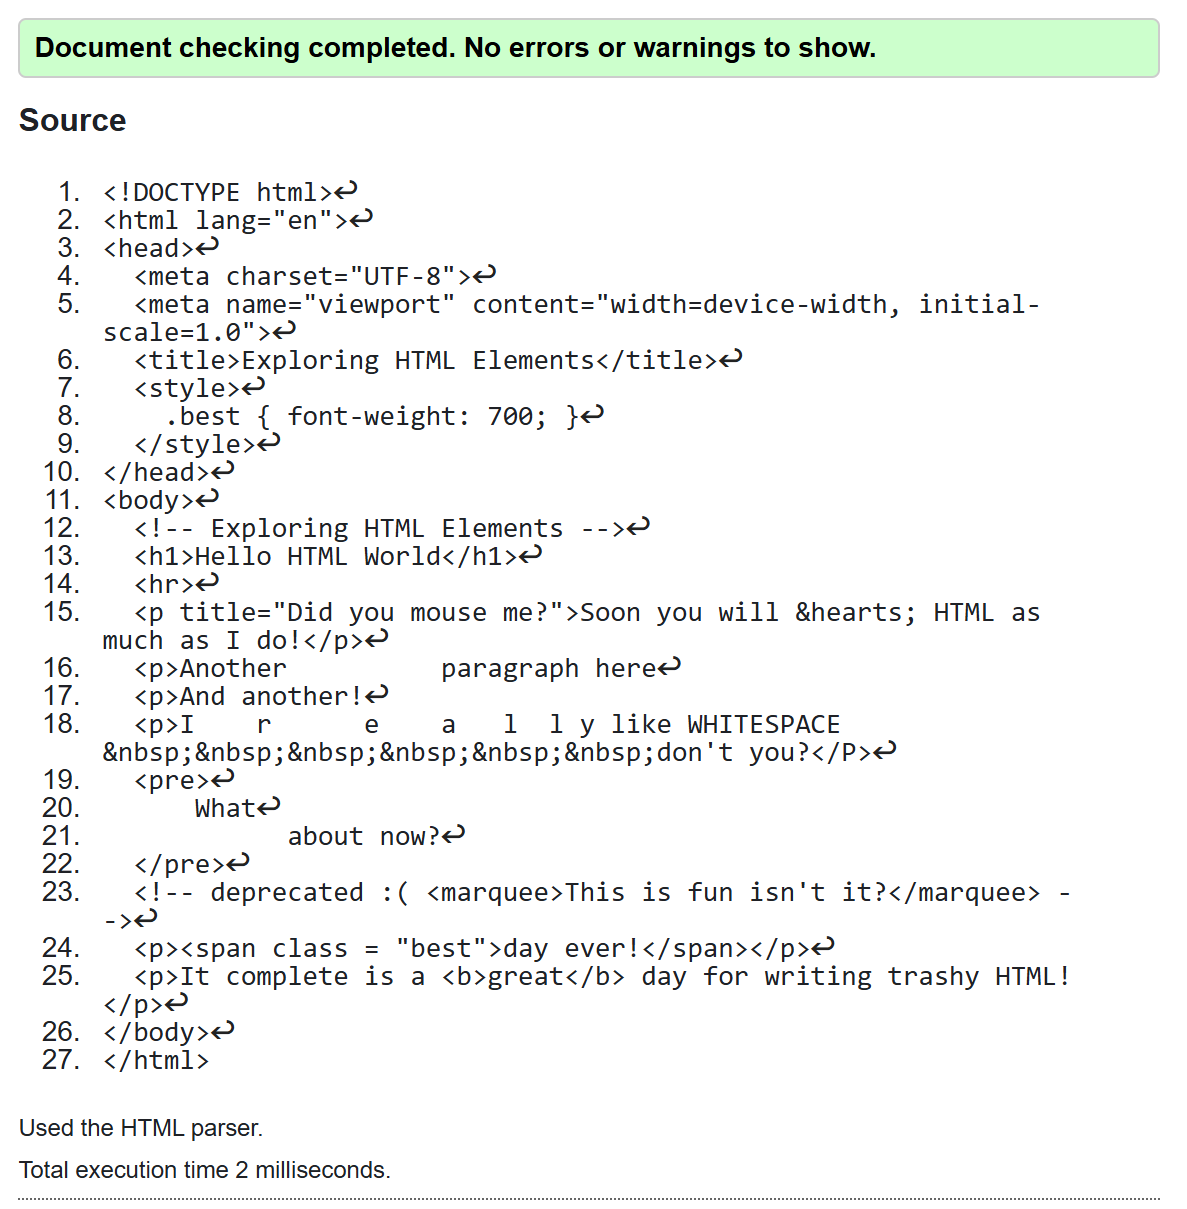 Document checking completed. No errors or warnings to show.
Source
1. <!DOCTYPE html>↩
2. <html lang="en">↩
3. <head>↩
4.   <meta charset="UTF-8">↩
5.   <meta name="viewport" content="width=device-width, initial-
scale=1.0">↩
6.   <title>Exploring HTML Elements</title>↩
7.   <style>↩
8.     .best { font-weight: 700; }↩
9.   </style>↩
10. </head>↩
11. <body>↩
12.   <!-- Exploring HTML Elements -->↩
13.   <h1>Hello HTML World</h1>↩
14.   <hr>↩
15.   <p title="Did you mouse me?">Soon you will &hearts; HTML as
much as I do!</p>↩
16.   <p>Another          paragraph here↩
17.   <p>And another!↩
18.   <p>I    r      e    a   l  l y like WHITESPACE
&nbsp;&nbsp;&nbsp;&nbsp;&nbsp;&nbsp;don't you?</P>↩
19.   <pre>↩
20.       What↩
21.             about now?↩
22.   </pre>↩
23.   <!-- deprecated :( <marquee>This is fun isn't it?</marquee> -
->↩
24.   <p><span class = "best">day ever!</span></p>↩
25.   <p>It complete is a <b>great</b> day for writing trashy HTML!
</p>↩
26. </body>↩
27. </html>
Used the HTML parser.
Total execution time 2 milliseconds.